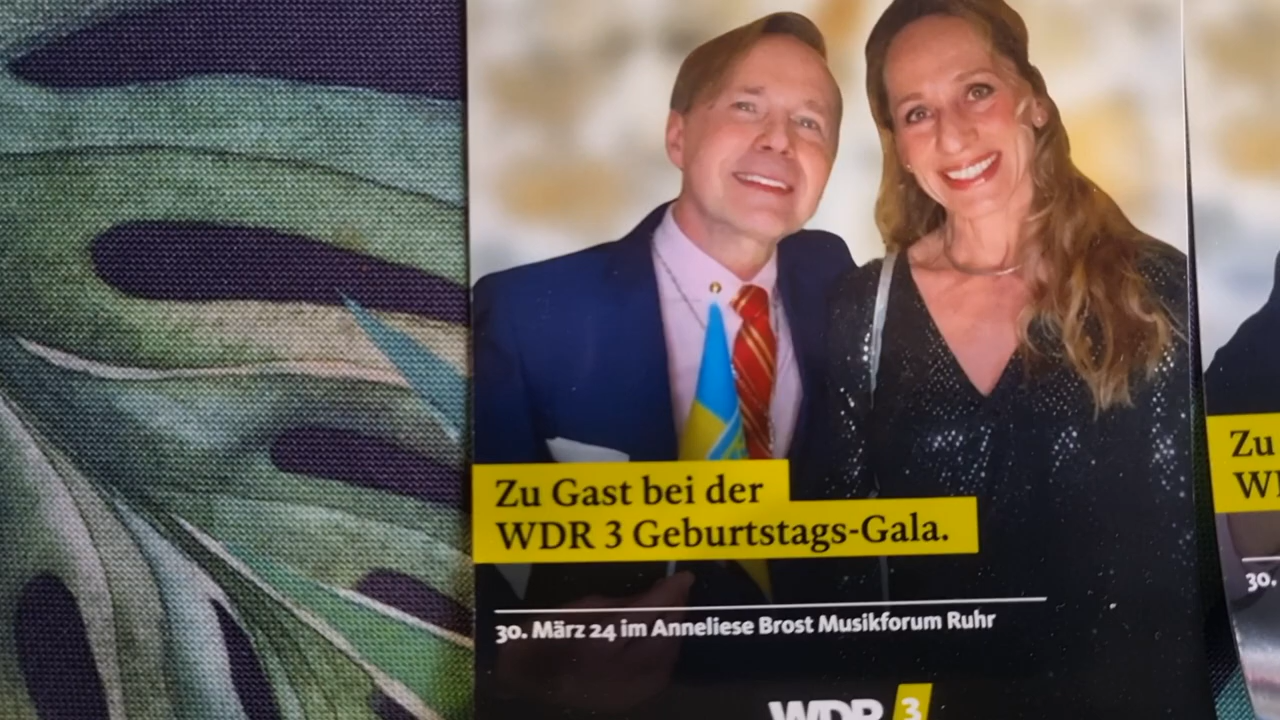 Zu Gast bei der
WDR 3 Geburtstags-Gala.
30. März 24 im Anneliese Brost Musikforum Ruhr
WDR 3
Zu
30.